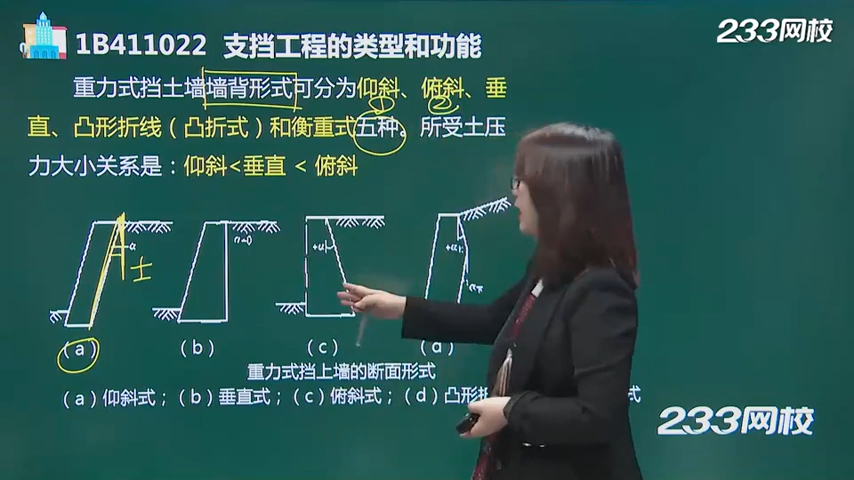 1B411022 支挡工程的类型和功能
233网校
重力式挡土墙墙背形式可分为仰斜、俯斜、垂
① ②
直、凸形折线（凸折式）和衡重式五种。所受土压
力大小关系是：仰斜<垂直 < 俯斜
α 土 α=0 +α +α
（a） （b） （c） （d）
重力式挡土墙的断面形式
（a）仰斜式；（b）垂直式；（c）俯斜式；（d）凸形折 式
233网校